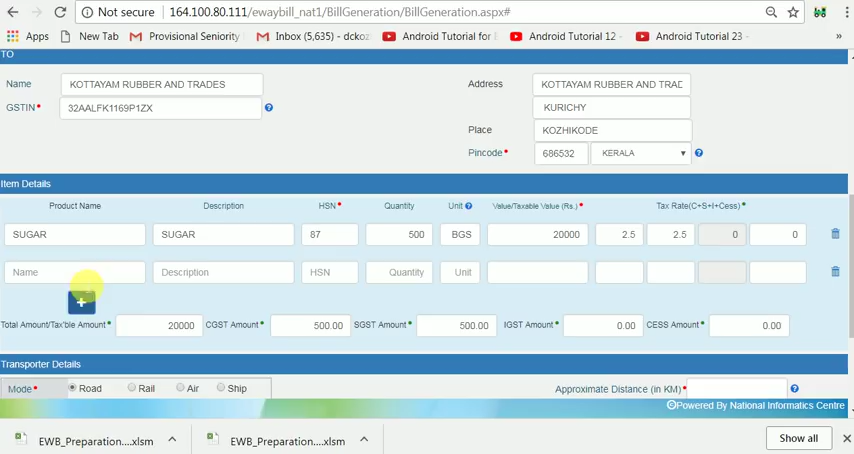 Not secure | 164.100.80.111/ewaybill_nat1/BillGeneration/BillGeneration.aspx#
Apps New Tab Provisional Seniority Inbox (5,635) - dckoz Android Tutorial for E Android Tutorial 12 - Android Tutorial 23 - »
TO
Name KOTTAYAM RUBBER AND TRADES Address KOTTAYAM RUBBER AND TRAD
GSTIN* 32AALFK1169P1ZX KURICHY
Place KOZHIKODE
Pincode* 686532 KERALA
Item Details
Product Name Description HSN* Quantity Unit Value/Taxable Value (Rs.)* Tax Rate(C+S+I+Cess)*
SUGAR SUGAR 87 500 BGS 20000 2.5 2.5 0 0
Name Description HSN Quantity Unit
+
Total Amount/Tax'ble Amount* 20000 CGST Amount* 500.00 SGST Amount* 500.00 IGST Amount* 0.00 CESS Amount* 0.00
Transporter Details
Mode* Road Rail Air Ship Approximate Distance (in KM)*
©Powered By National Informatics Centre
EWB_Preparation....xlsm EWB_Preparation....xlsm Show all